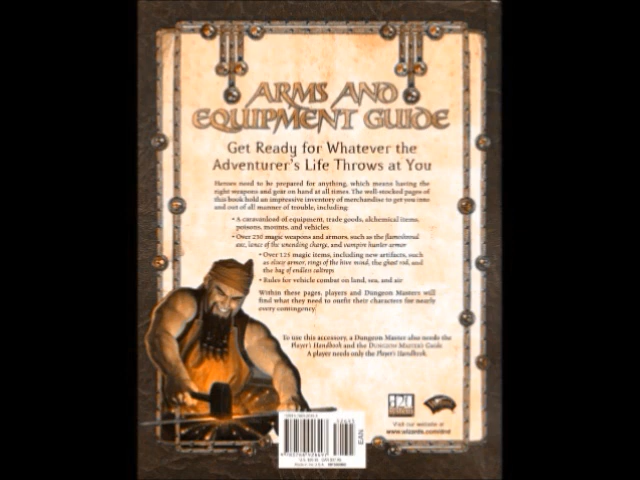 ARMS AND
EQUIPMENT GUIDE
Get Ready for Whatever the
Adventurer's Life Throws at You
Heroes need to be prepared for anything, which means having the
right weapons and gear on hand at all times. The well-stocked pages of
this book hold an impressive inventory of merchandise to get you into
and out of all manner of trouble, including:
• A caravanload of equipment, trade goods, alchemical items,
poisons, mounts, and vehicles
• Over 250 magic weapons and armors, such as the flamebound
axe, lance of the unending charge, and vampire hunter armor
• Over 125 magic items, including new artifacts, such
as slimy armor, rings of the hive mind, the ghost rod, and
the bag of endless caltrops
• Rules for vehicle combat on land, sea, and air
Within these pages, players and Dungeon Masters will
find what they need to outfit their characters for nearly
every contingency.
To use this accessory, a Dungeon Master also needs the
Player's Handbook and the DUNGEON MASTER'S Guide.
A player needs only the Player's Handbook.
d20
Visit our website at
www.wizards.com/dnd
EAN